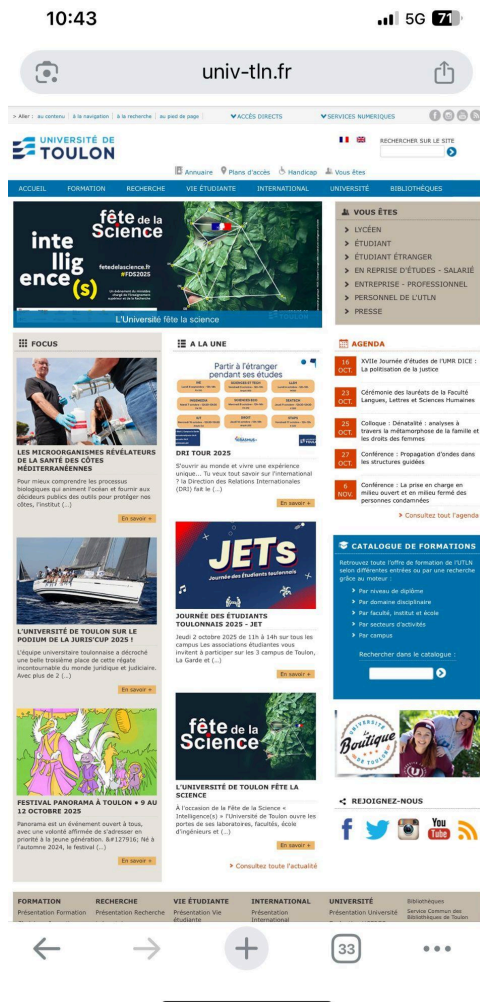 10:43
5G 71
univ-tln.fr
> Aller : au contenu | à la navigation | à la recherche | au pied de page
ACCÈS DIRECTS
SERVICES NUMERIQUES
UNIVERSITÉ DE
TOULON
RECHERCHER SUR LE SITE
Annuaire Plans d'accès Handicap Vous êtes
ACCUEIL FORMATION RECHERCHE VIE ÉTUDIANTE INTERNATIONAL UNIVERSITÉ BIBLIOTHÈQUES
inte
llig
ence(s)
fête de la
Science
fetedelascience.fr
#FDS2025
L'Université fête la science
VOUS ÊTES
> LYCÉEN
> ÉTUDIANT
> ÉTUDIANT ÉTRANGER
> EN REPRISE D'ÉTUDES - SALARIÉ
> ENTREPRISE - PROFESSIONNEL
> PERSONNEL DE L'UTLN
> PRESSE
FOCUS
LES MICROORGANISMES RÉVÉLATEURS
DE LA SANTÉ DES CÔTES
MÉDITERRANÉENNES
Pour mieux comprendre les processus
biologiques qui animent l'océan et fournir aux
décideurs publics des outils pour protéger nos
côtes, l'institut (...)
En savoir +
L'UNIVERSITÉ DE TOULON SUR LE
PODIUM DE LA JURIS'CUP 2025 !
L'équipe universitaire toulonnaise a décroché
une belle troisième place de cette régate
incontournable du monde juridique et judiciaire.
Avec plus de 2 (...)
En savoir +
FESTIVAL PANORAMA À TOULON • 9 AU
12 OCTOBRE 2025
Panorama est un événement ouvert à tous,
avec une volonté affirmée de s'adresser en
priorité à la jeune génération. &#127916; Né à
l'automne 2024, le festival (...)
En savoir +
A LA UNE
Partir à l'étranger
pendant ses études
DRI TOUR 2025
S'ouvrir au monde et vivre une expérience
unique... Tu veux tout savoir sur l'international
? la Direction des Relations Internationales
(DRI) fait le (...)
En savoir +
JETs
Journée des Étudiants toulonnais
JOURNÉE DES ÉTUDIANTS
TOULONNAIS 2025 - JET
Jeudi 2 octobre 2025 de 11h à 14h sur tous les
campus Les associations étudiantes vous
invitent à participer sur les 3 campus de Toulon,
La Garde et (...)
En savoir +
fête de la
Science
L'UNIVERSITÉ DE TOULON FÊTE LA
SCIENCE
À l'occasion de la Fête de la Science «
Intelligence(s) » l'Université de Toulon ouvre les
portes de ses laboratoires, facultés, école
d'ingénieurs et (...)
En savoir +
> Consultez toute l'actualité
AGENDA
16 OCT. XVIIe Journée d'études de l'UMR DICE :
La politisation de la justice
23 OCT. Cérémonie des lauréats de la Faculté
Langues, Lettres et Sciences Humaines
25 OCT. Colloque : Dénatalité : analyses à
travers la métamorphose de la famille et
les droits des femmes
27 OCT. Conférence : Propagation d'ondes dans
les structures guidées
6 NOV. Conférence : La prise en charge en
milieu ouvert et en milieu fermé des
personnes condamnées
> Consultez tout l'agenda
CATALOGUE DE FORMATIONS
Retrouvez toute l'offre de formation de l'UTLN
selon différentes entrées ou par une recherche
grâce au moteur :
> Par niveau de diplôme
> Par domaine disciplinaire
> Par faculté, institut et école
> Par secteurs d'activités
> Par campus
Rechercher dans le catalogue :
UNIVERSITÉ
La
Boutique
DE TOULON
REJOIGNEZ-NOUS
You
Tube
FORMATION RECHERCHE VIE ÉTUDIANTE INTERNATIONAL UNIVERSITÉ Bibliothèques
Présentation Formation Présentation Recherche Présentation Vie étudiante Présentation International Présentation Université Service Commun des Bibliothèques de Toulon
33